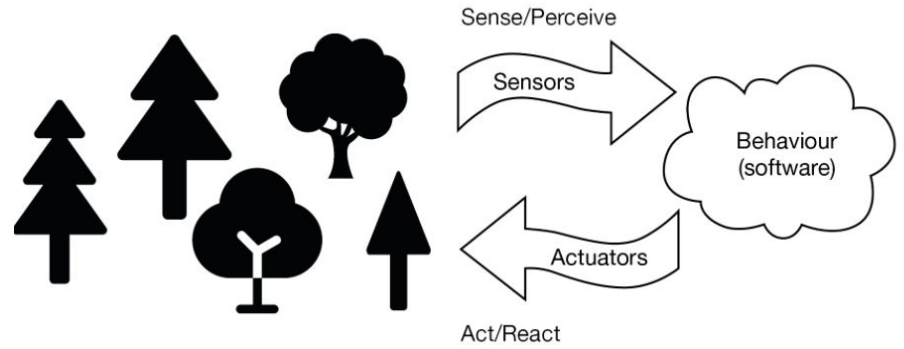 Sense/Perceive
Sensors
Behaviour
(software)
Actuators
Act/React